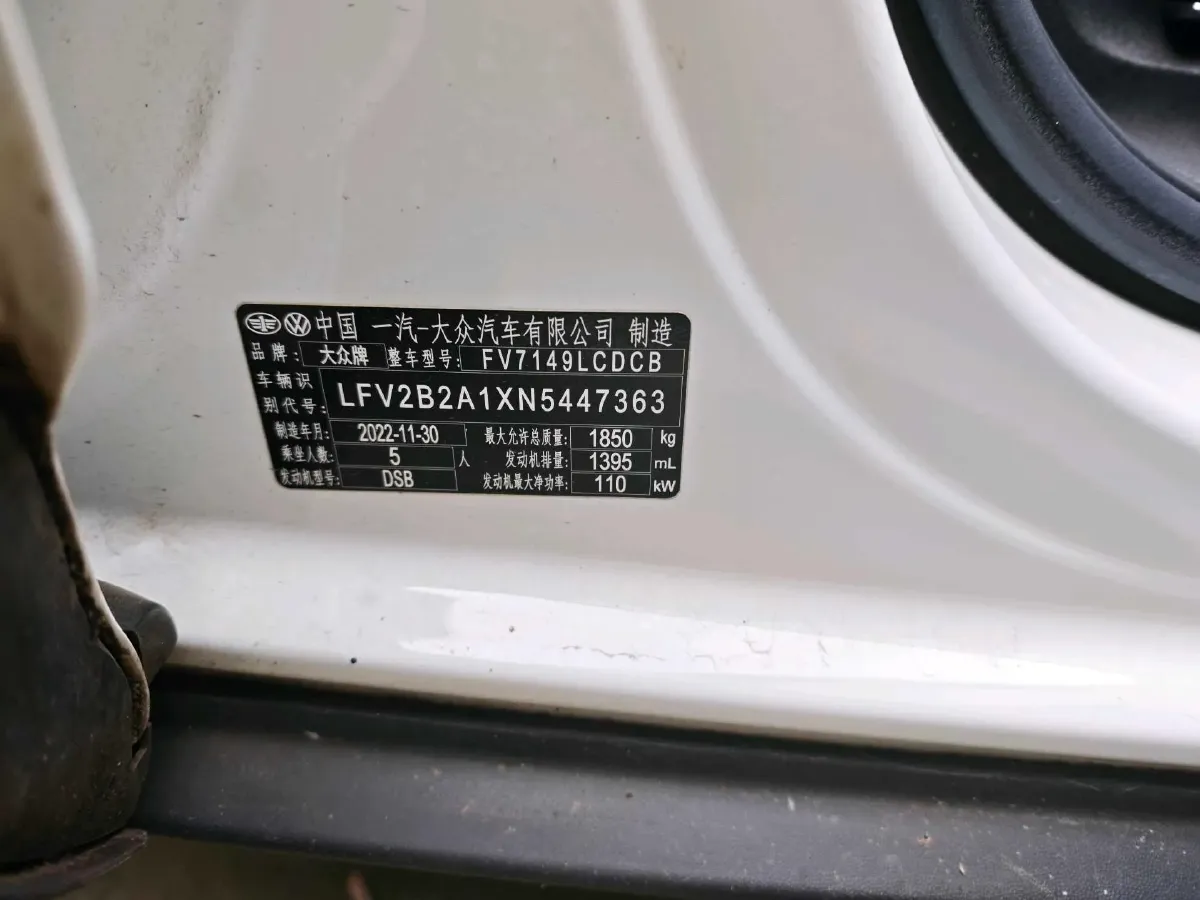 中国 一汽-大众汽车有限公司 制造
品牌: 大众牌 整车型号: FV7149LCDCB
车辆识别代号: LFV2B2A1XN5447363
制造年月: 2022-11-30 最大允许总质量: 1850 kg
乘坐人数: 5 人 发动机排量: 1395 mL
发动机型号: DSB 发动机最大净功率: 110 kW